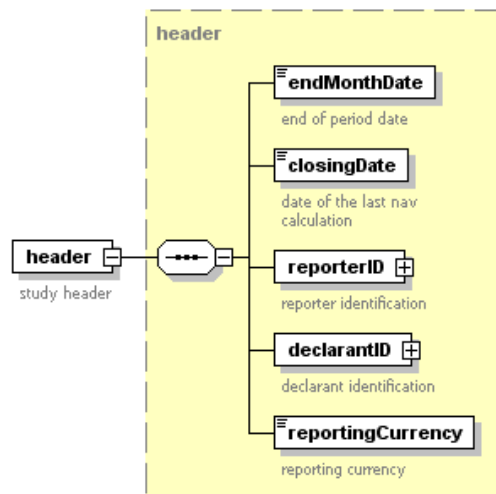 header
endMonthDate
end of period date
closingDate
date of the last nav
calculation
header
study header
reporterID
reporter identification
declarantID
declarant identification
reportingCurrency
reporting currency